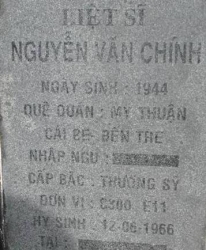 LIỆT SĨ
NGUYỄN VĂN CHÍNH
NGÀY SINH : 1944
QUÊ QUÁN : MỸ THUẬN
CÁI BÈ- BẾN TRE
NHẬP NGŨ :
CẤP BẬC : THƯỢNG SỸ
ĐƠN VỊ : C300 E11
HY SINH : 12-06-1966
TẠI :